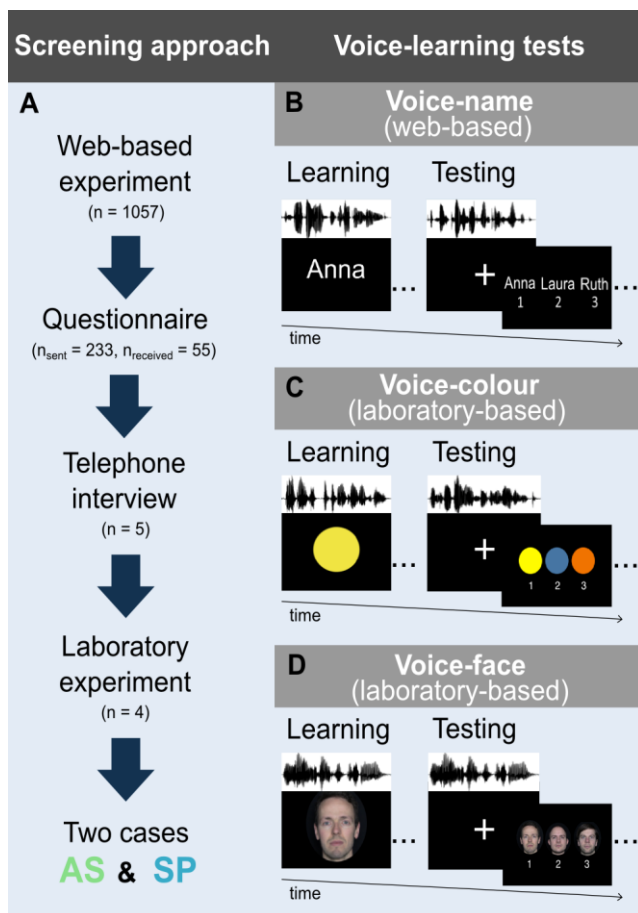 Screening approach
Voice-learning tests
A
Web-based
experiment
(n = 1057)
Questionnaire
(n_sent = 233, n_received = 55)
Telephone
interview
(n = 5)
Laboratory
experiment
(n = 4)
Two cases
AS & SP
B
Voice-name
(web-based)
Learning
Testing
Anna
...
+
Anna Laura Ruth
1 2 3
...
time
C
Voice-colour
(laboratory-based)
Learning
Testing
...
+
1 2 3
...
time
D
Voice-face
(laboratory-based)
Learning
Testing
...
+
1 2 3
...
time